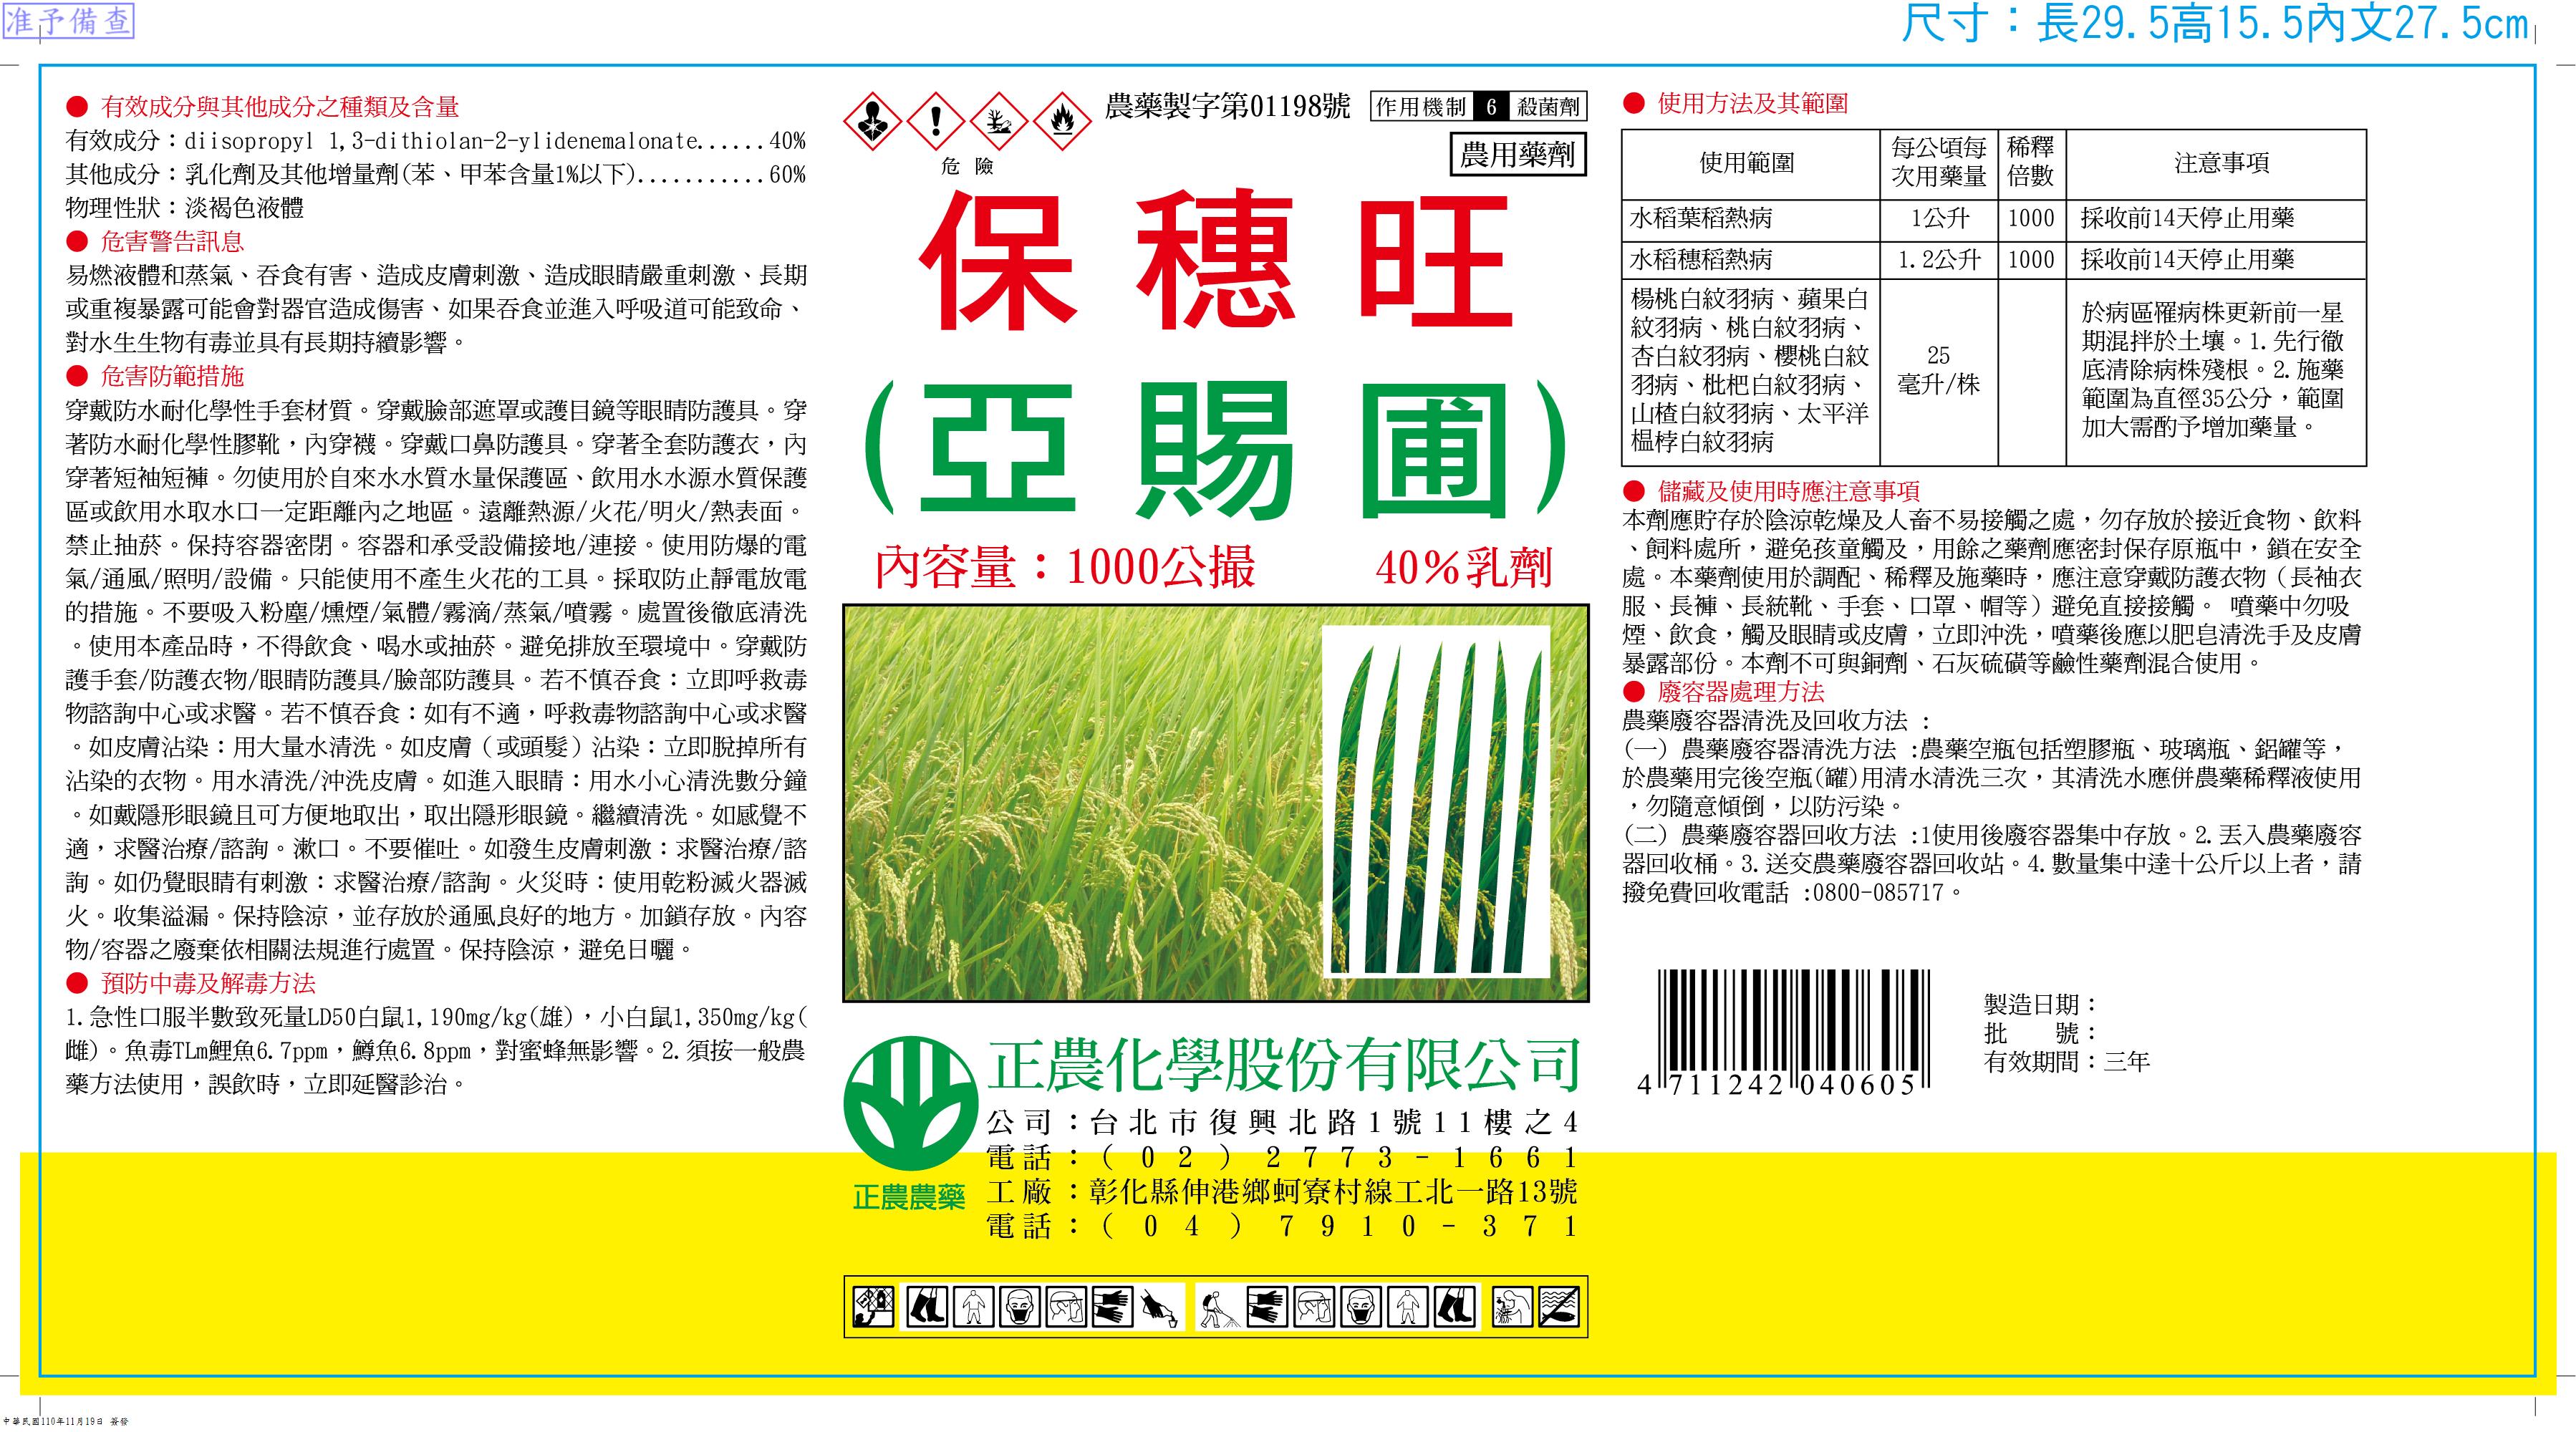 准予備查
尺寸：長29.5高15.5內文27.5cm
● 有效成分與其他成分之種類及含量
有效成分：diisopropyl 1,3-dithiolan-2-ylidenemalonate......40%
其他成分：乳化劑及其他增量劑(苯、甲苯含量1%以下)...........60%
物理性狀：淡褐色液體
● 危害警告訊息
易燃液體和蒸氣、吞食有害、造成皮膚刺激、造成眼睛嚴重刺激、長期
或重複暴露可能會對器官造成傷害、如果吞食並進入呼吸道可能致命、
對水生生物有毒並具有長期持續影響。
● 危害防範措施
穿戴防水耐化學性手套材質。穿戴臉部遮罩或護目鏡等眼睛防護具。穿
著防水耐化學性膠靴，內穿襪。穿戴口鼻防護具。穿著全套防護衣，內
穿著短袖短褲。勿使用於自來水水質水量保護區、飲用水水源水質保護
區或飲用水取水口一定距離內之地區。遠離熱源/火花/明火/熱表面。
禁止抽菸。保持容器密閉。容器和承受設備接地/連接。使用防爆的電
氣/通風/照明/設備。只能使用不產生火花的工具。採取防止靜電放電
的措施。不要吸入粉塵/燻煙/氣體/霧滴/蒸氣/噴霧。處置後徹底清洗
。使用本產品時，不得飲食、喝水或抽菸。避免排放至環境中。穿戴防
護手套/防護衣物/眼睛防護具/臉部防護具。若不慎吞食：立即呼救毒
物諮詢中心或求醫。若不慎吞食：如有不適，呼救毒物諮詢中心或求醫
。如皮膚沾染：用大量水清洗。如皮膚（或頭髮）沾染：立即脫掉所有
沾染的衣物。用水清洗/沖洗皮膚。如進入眼睛：用水小心清洗數分鐘
。如戴隱形眼鏡且可方便地取出，取出隱形眼鏡。繼續清洗。如感覺不
適，求醫治療/諮詢。漱口。不要催吐。如發生皮膚刺激：求醫治療/諮
詢。如仍覺眼睛有刺激：求醫治療/諮詢。火災時：使用乾粉滅火器滅
火。收集溢漏。保持陰涼，並存放於通風良好的地方。加鎖存放。內容
物/容器之廢棄依相關法規進行處置。保持陰涼，避免日曬。
● 預防中毒及解毒方法
1.急性口服半數致死量LD50白鼠1,190mg/kg(雄)，小白鼠1,350mg/kg(
雌)。魚毒TLm鯉魚6.7ppm，鱒魚6.8ppm，對蜜蜂無影響。2.須按一般農
藥方法使用，誤飲時，立即延醫診治。
危 險
農藥製字第01198號 作用機制 6 殺菌劑
農用藥劑
保穗旺
(亞賜圃)
內容量：1000公撮 40%乳劑
正農農藥
正農化學股份有限公司
公司：台北市復興北路1號11樓之4
電話：(02)2773-1661
工廠：彰化縣伸港鄉蚵寮村線工北一路13號
電話：(04)7910-371
● 使用方法及其範圍
使用範圍 每公頃每次用藥量 稀釋倍數 注意事項
水稻葉稻熱病 1公升 1000 採收前14天停止用藥
水稻穗稻熱病 1.2公升 1000 採收前14天停止用藥
楊桃白紋羽病、蘋果白
紋羽病、桃白紋羽病、
杏白紋羽病、櫻桃白紋
羽病、枇杷白紋羽病、
山楂白紋羽病、太平洋
榅桲白紋羽病
25
毫升/株
於病區罹病株更新前一星
期混拌於土壤。1.先行徹
底清除病株殘根。2.施藥
範圍為直徑35公分，範圍
加大需酌予增加藥量。
● 儲藏及使用時應注意事項
本劑應貯存於陰涼乾燥及人畜不易接觸之處，勿存放於接近食物、飲料
、飼料處所，避免孩童觸及，用餘之藥劑應密封保存原瓶中，鎖在安全
處。本藥劑使用於調配、稀釋及施藥時，應注意穿戴防護衣物（長袖衣
服、長褲、長統靴、手套、口罩、帽等）避免直接接觸。 噴藥中勿吸
煙、飲食，觸及眼睛或皮膚，立即沖洗，噴藥後應以肥皂清洗手及皮膚
暴露部份。本劑不可與銅劑、石灰硫磺等鹼性藥劑混合使用。
● 廢容器處理方法
農藥廢容器清洗及回收方法 :
(一) 農藥廢容器清洗方法 :農藥空瓶包括塑膠瓶、玻璃瓶、鋁罐等，
於農藥用完後空瓶(罐)用清水清洗三次，其清洗水應併農藥稀釋液使用
，勿隨意傾倒，以防污染。
(二) 農藥廢容器回收方法 :1使用後廢容器集中存放。2.丟入農藥廢容
器回收桶。3.送交農藥廢容器回收站。4.數量集中達十公斤以上者，請
撥免費回收電話 :0800-085717。
4 711242 040605
製造日期：
批　　號：
有效期間：三年
中華民國110年11月19日 簽發